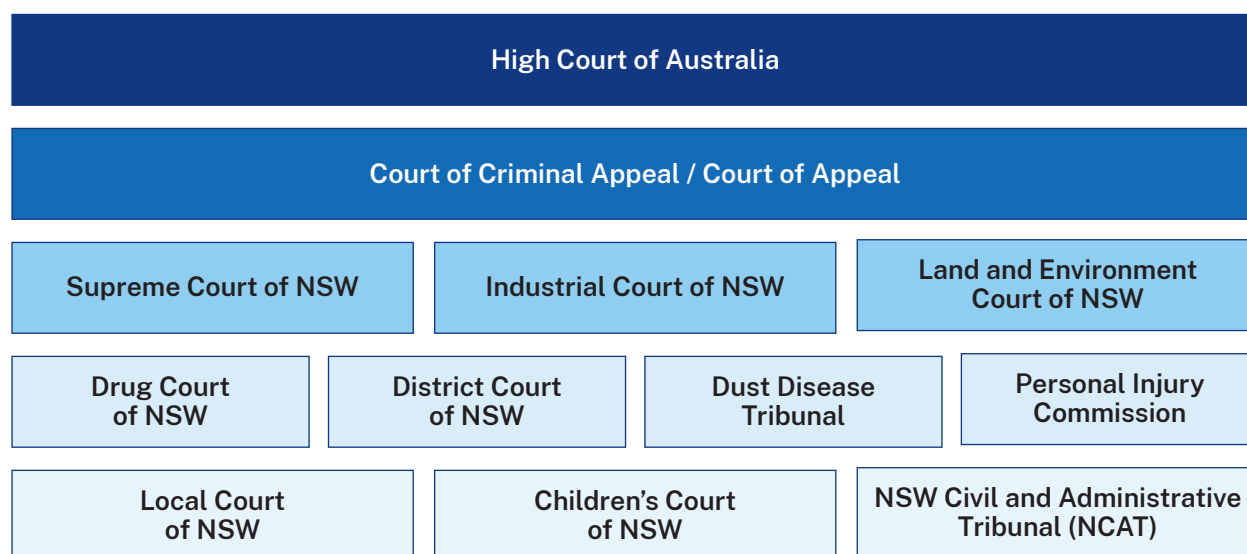 High Court of Australia
Court of Criminal Appeal / Court of Appeal
Supreme Court of NSW
Industrial Court of NSW
Land and Environment
Court of NSW
Drug Court
of NSW
District Court
of NSW
Dust Disease
Tribunal
Personal Injury
Commission
Local Court
of NSW
Children’s Court
of NSW
NSW Civil and Administrative
Tribunal (NCAT)